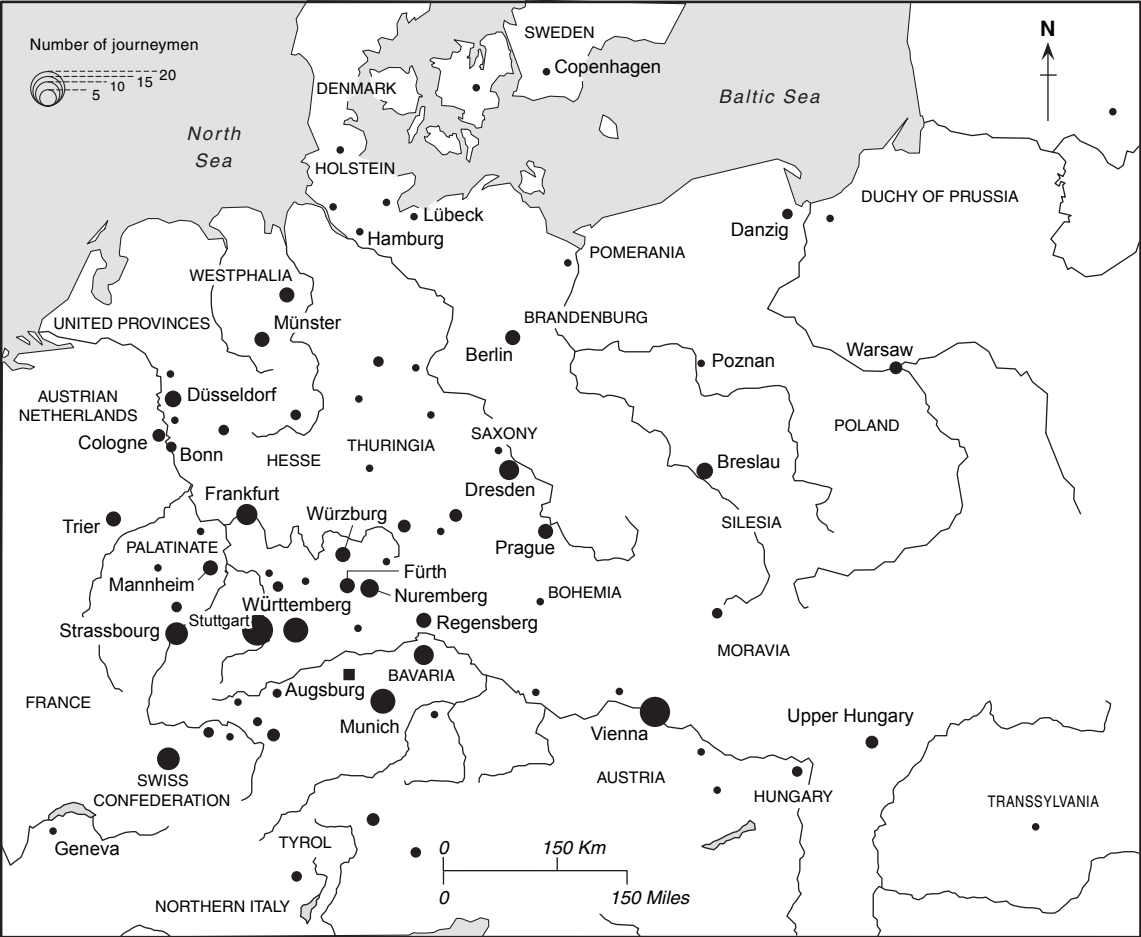 SWEDEN
N
Number of journeymen
20
15
10
5
Copenhagen
DENMARK
Baltic Sea
North
Sea
HOLSTEIN
DUCHY OF PRUSSIA
Lübeck
Danzig
Hamburg
POMERANIA
WESTPHALIA
UNITED PROVINCES
Münster
BRANDENBURG
Berlin
Warsaw
Poznan
AUSTRIAN
NETHERLANDS
Düsseldorf
POLAND
Cologne
Bonn
THURINGIA
SAXONY
HESSE
Breslau
Dresden
Frankfurt
Würzburg
Trier
SILESIA
PALATINATE
Prague
Mannheim
Fürth
Nuremberg
BOHEMIA
Württemberg
Stuttgart
Strassbourg
Regensberg
MORAVIA
BAVARIA
Augsburg
FRANCE
Munich
Vienna
Upper Hungary
SWISS
CONFEDERATION
AUSTRIA
HUNGARY
TRANSSYLVANIA
Geneva
TYROL
0 150 Km
0 150 Miles
NORTHERN ITALY